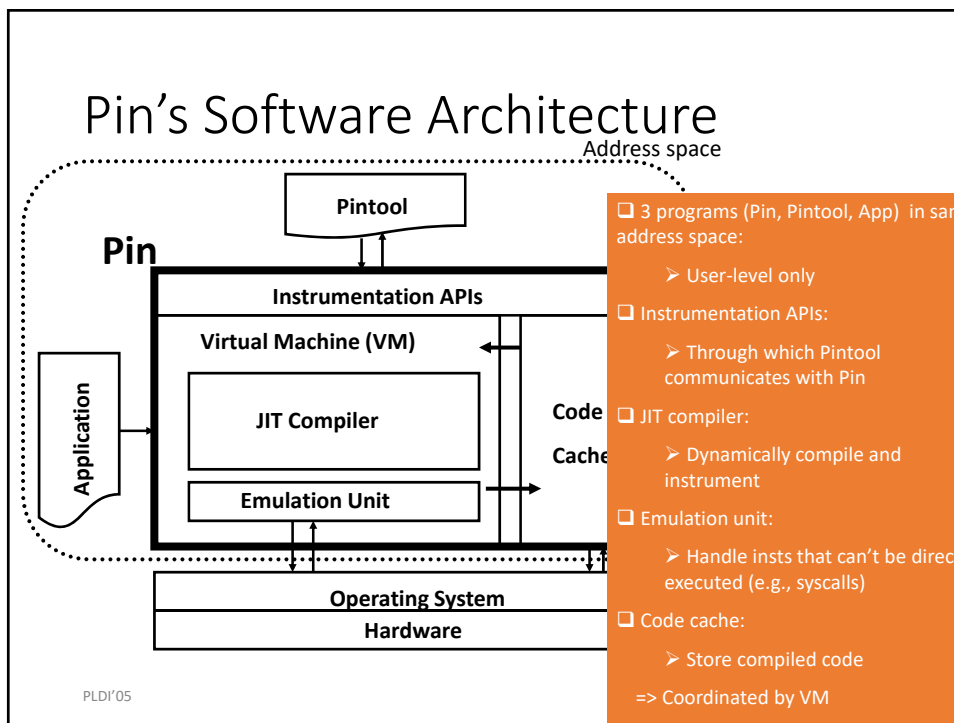 Pin's Software Architecture
Address space
Pintool
Pin
Instrumentation APIs
Virtual Machine (VM)
JIT Compiler
Emulation Unit
Application
Code
Cache
Operating System
Hardware
❑ 3 programs (Pin, Pintool, App) in
address space:
➢ User-level only
❑ Instrumentation APIs:
➢ Through which Pintool
communicates with Pin
❑ JIT compiler:
➢ Dynamically compile and
instrument
❑ Emulation unit:
➢ Handle insts that can't be
executed (e.g., syscalls)
❑ Code cache:
➢ Store compiled code
=> Coordinated by VM
PLDI'05